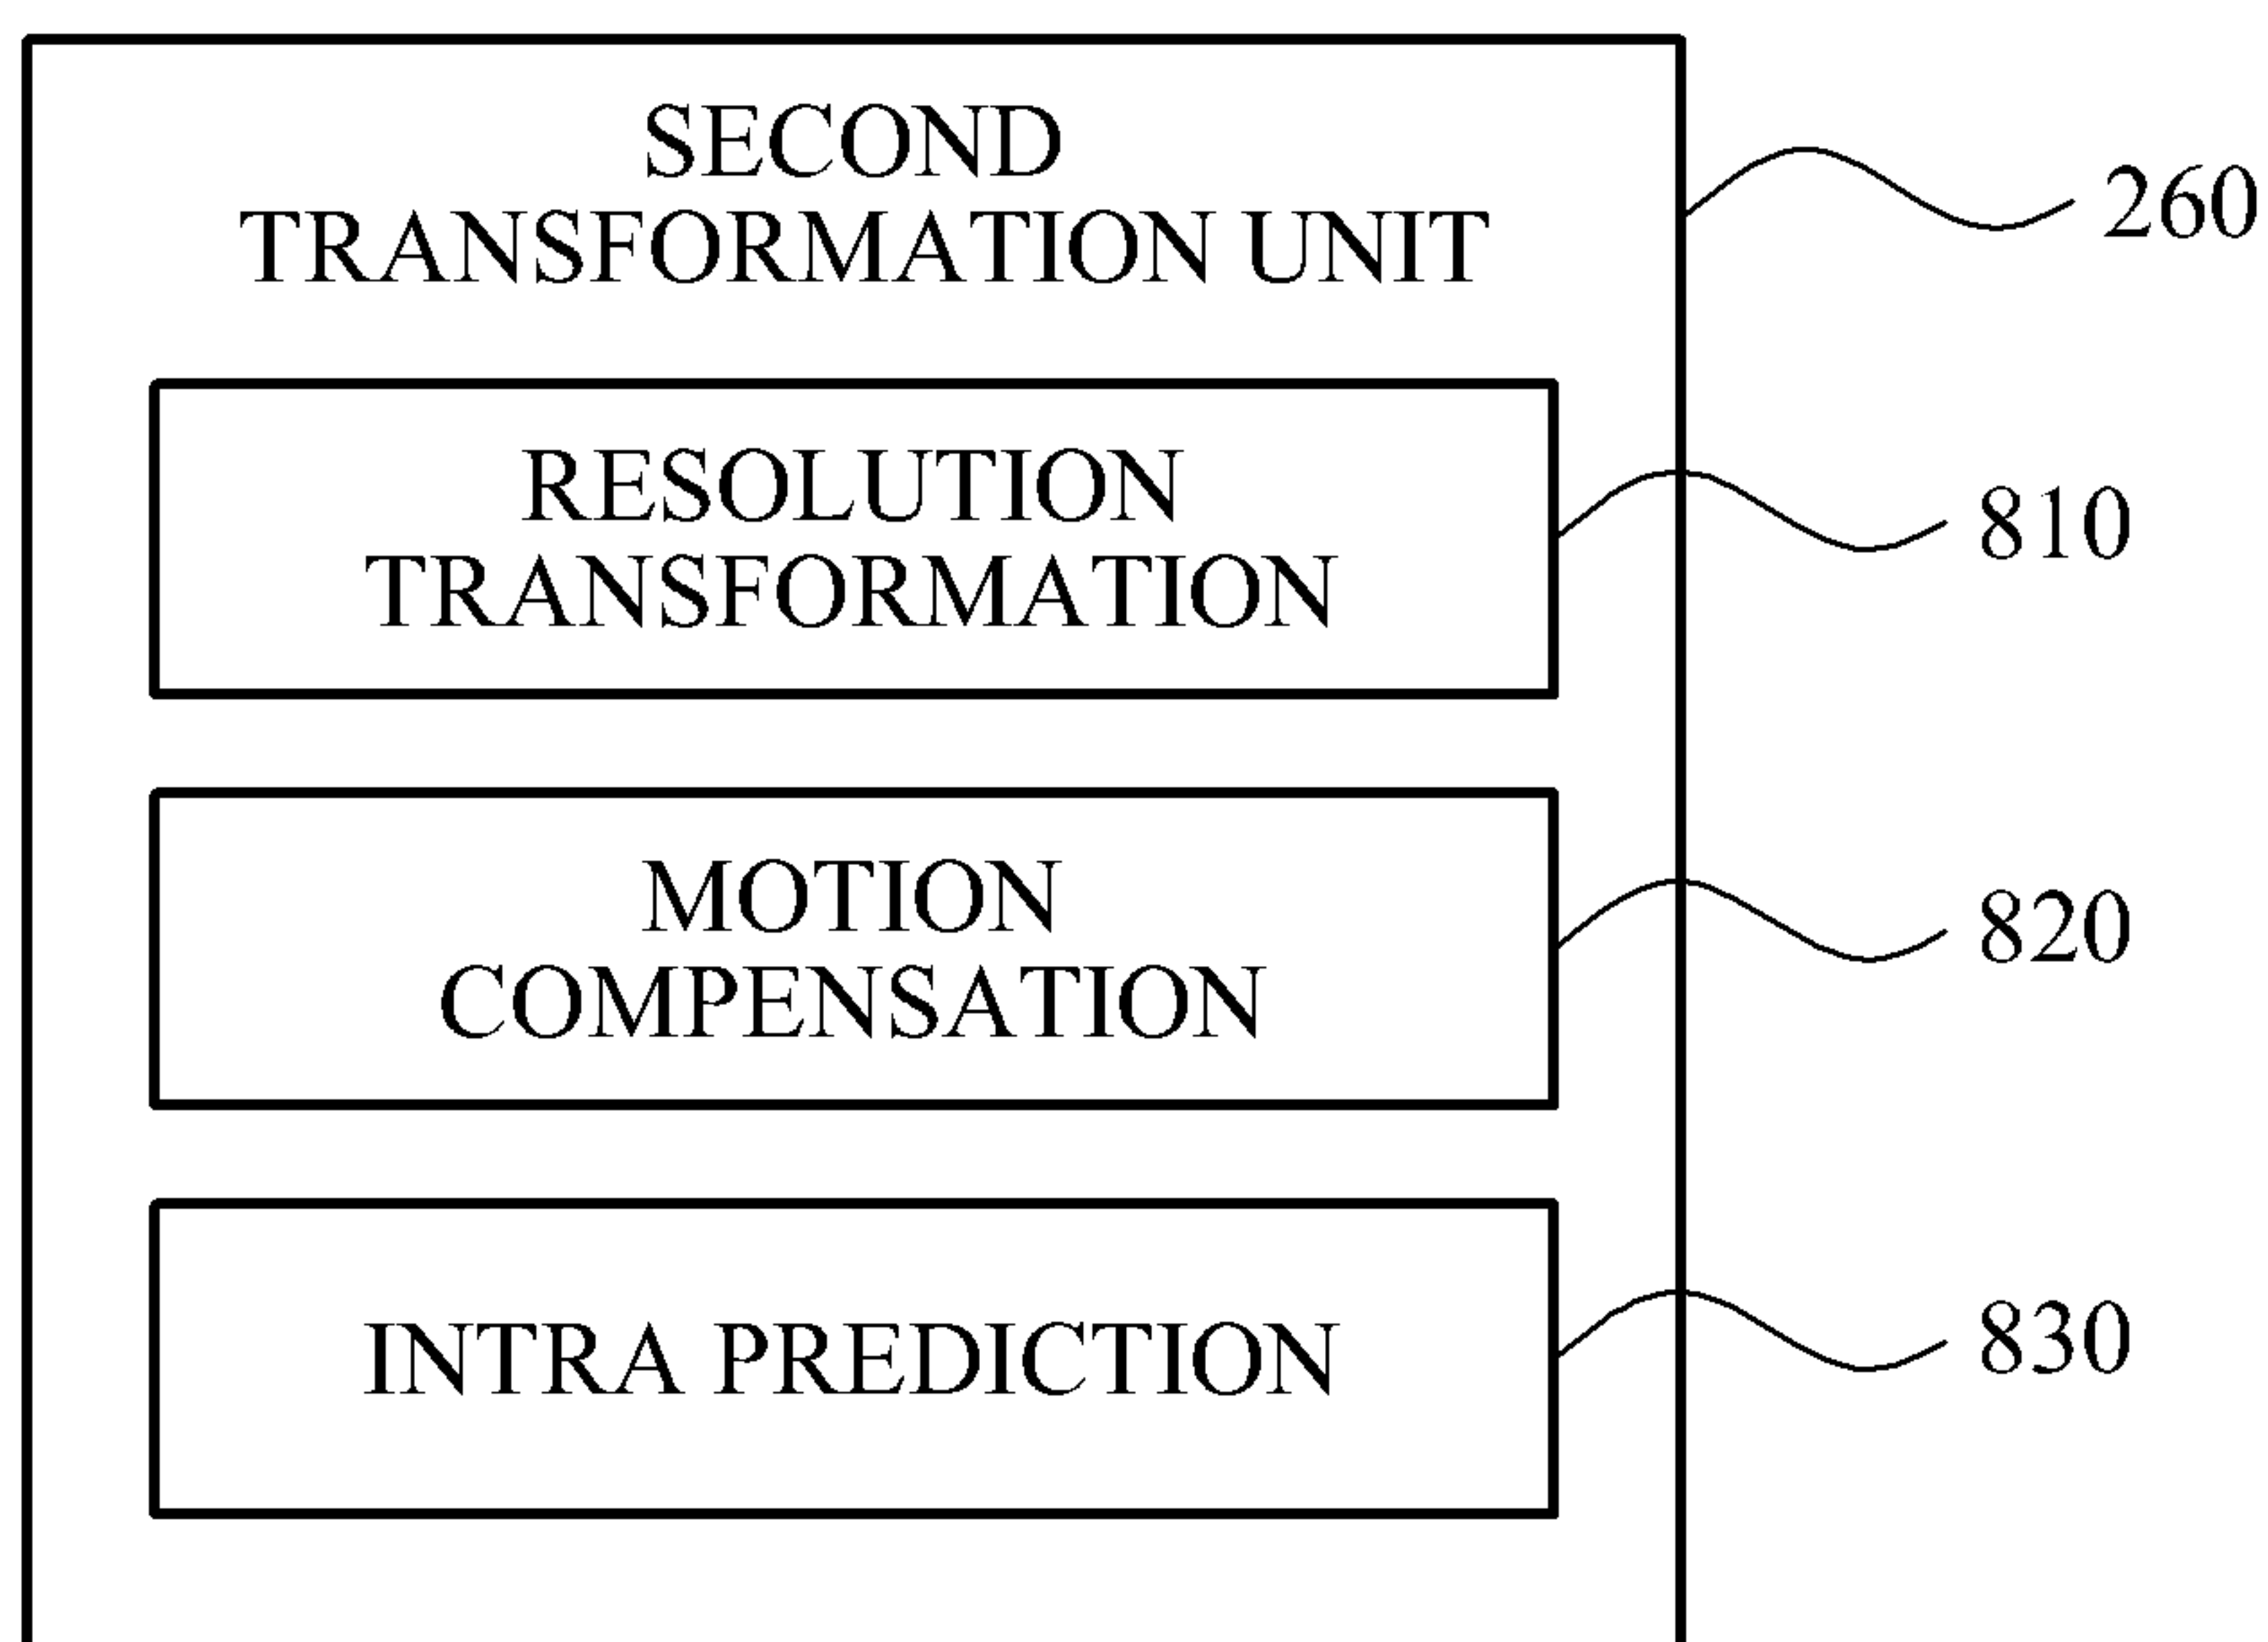 SECOND
TRANSFORMATION UNIT
260
RESOLUTION
TRANSFORMATION
810
MOTION
COMPENSATION
820
INTRA PREDICTION
830